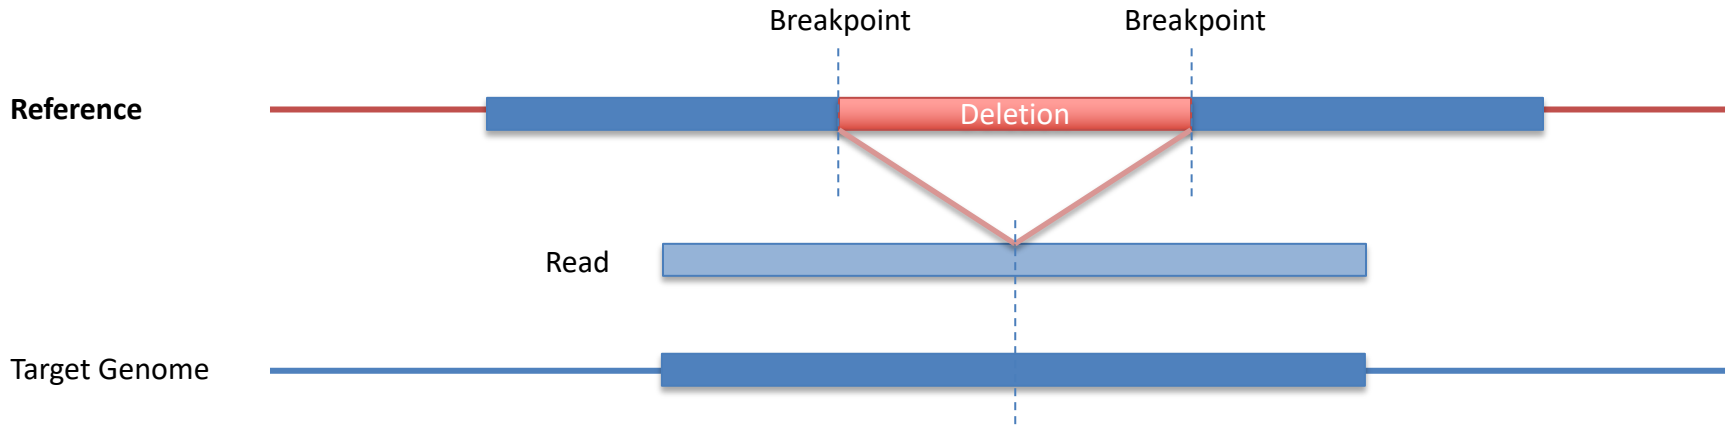 Breakpoint Breakpoint
Reference
Deletion
Read
Target Genome